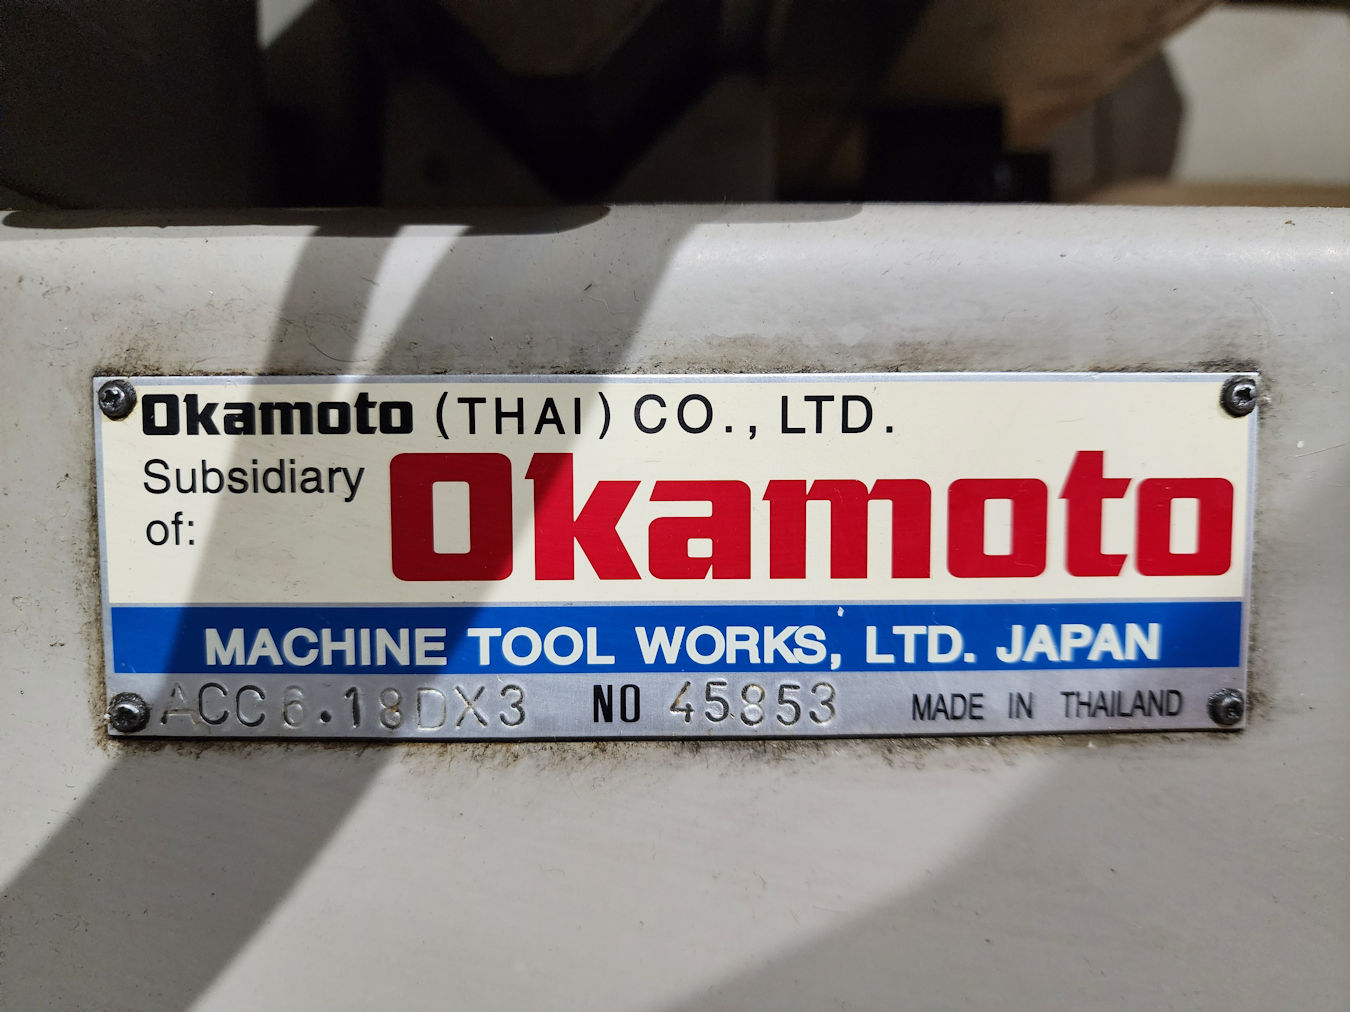 Okamoto (THAI) CO., LTD.
Subsidiary of: Okamoto
MACHINE TOOL WORKS, LTD. JAPAN
ACC6.18DX3 NO 45853 MADE IN THAILAND